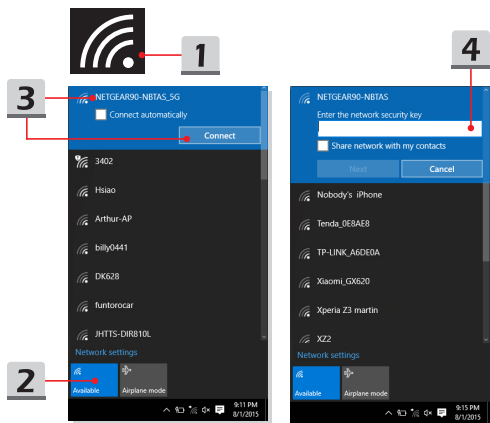 1
2
3
4
NETGEAR90-NBTAS_5G
Connect automatically
Connect
3402
Hsiao
Arthur-AP
billy0441
DK628
funtorocar
JHTTS-DIR810L
Network settings
Available
Airplane mode
9:11 PM
8/1/2015
NETGEAR90-NBTAS
Enter the network security key
Share network with my contacts
Next
Cancel
Nobody's iPhone
Tenda_0E8AE8
TP-LINK_A6DE0A
Xiaomi_GX620
Xperia Z3 martin
XZ2
Network settings
Available
Airplane mode
9:15 PM
8/1/2015